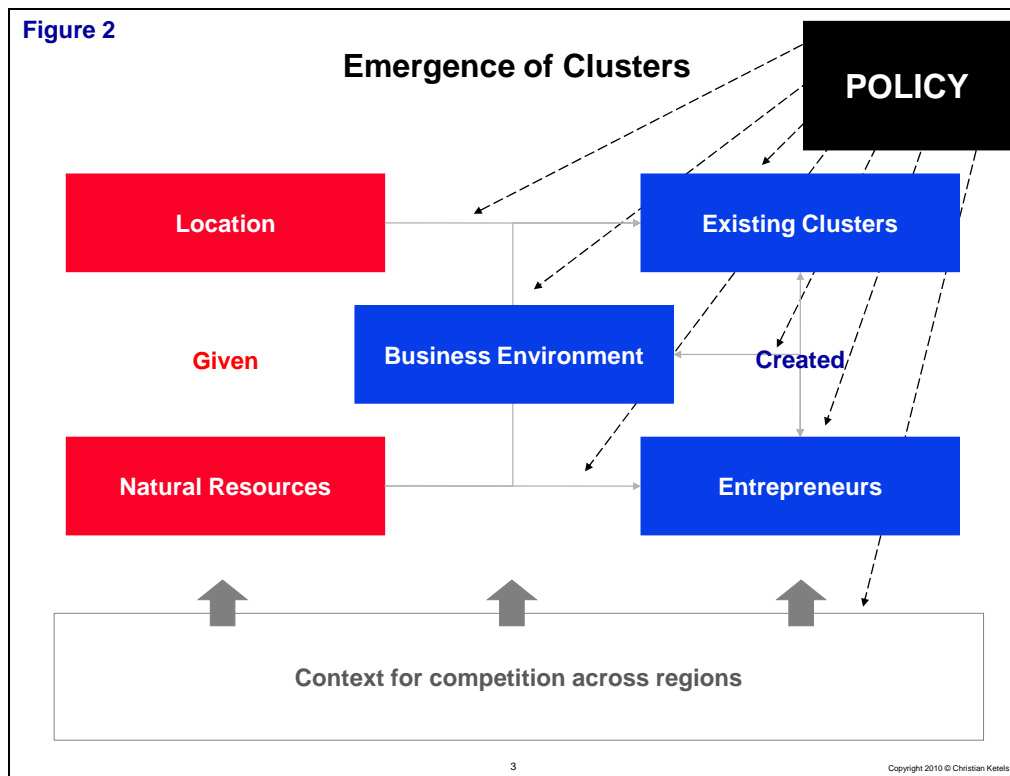 Figure 2
Emergence of Clusters
POLICY
Location
Existing Clusters
Business Environment
Given
Created
Natural Resources
Entrepreneurs
Context for competition across regions
3
Copyright 2010 © Christian Ketels